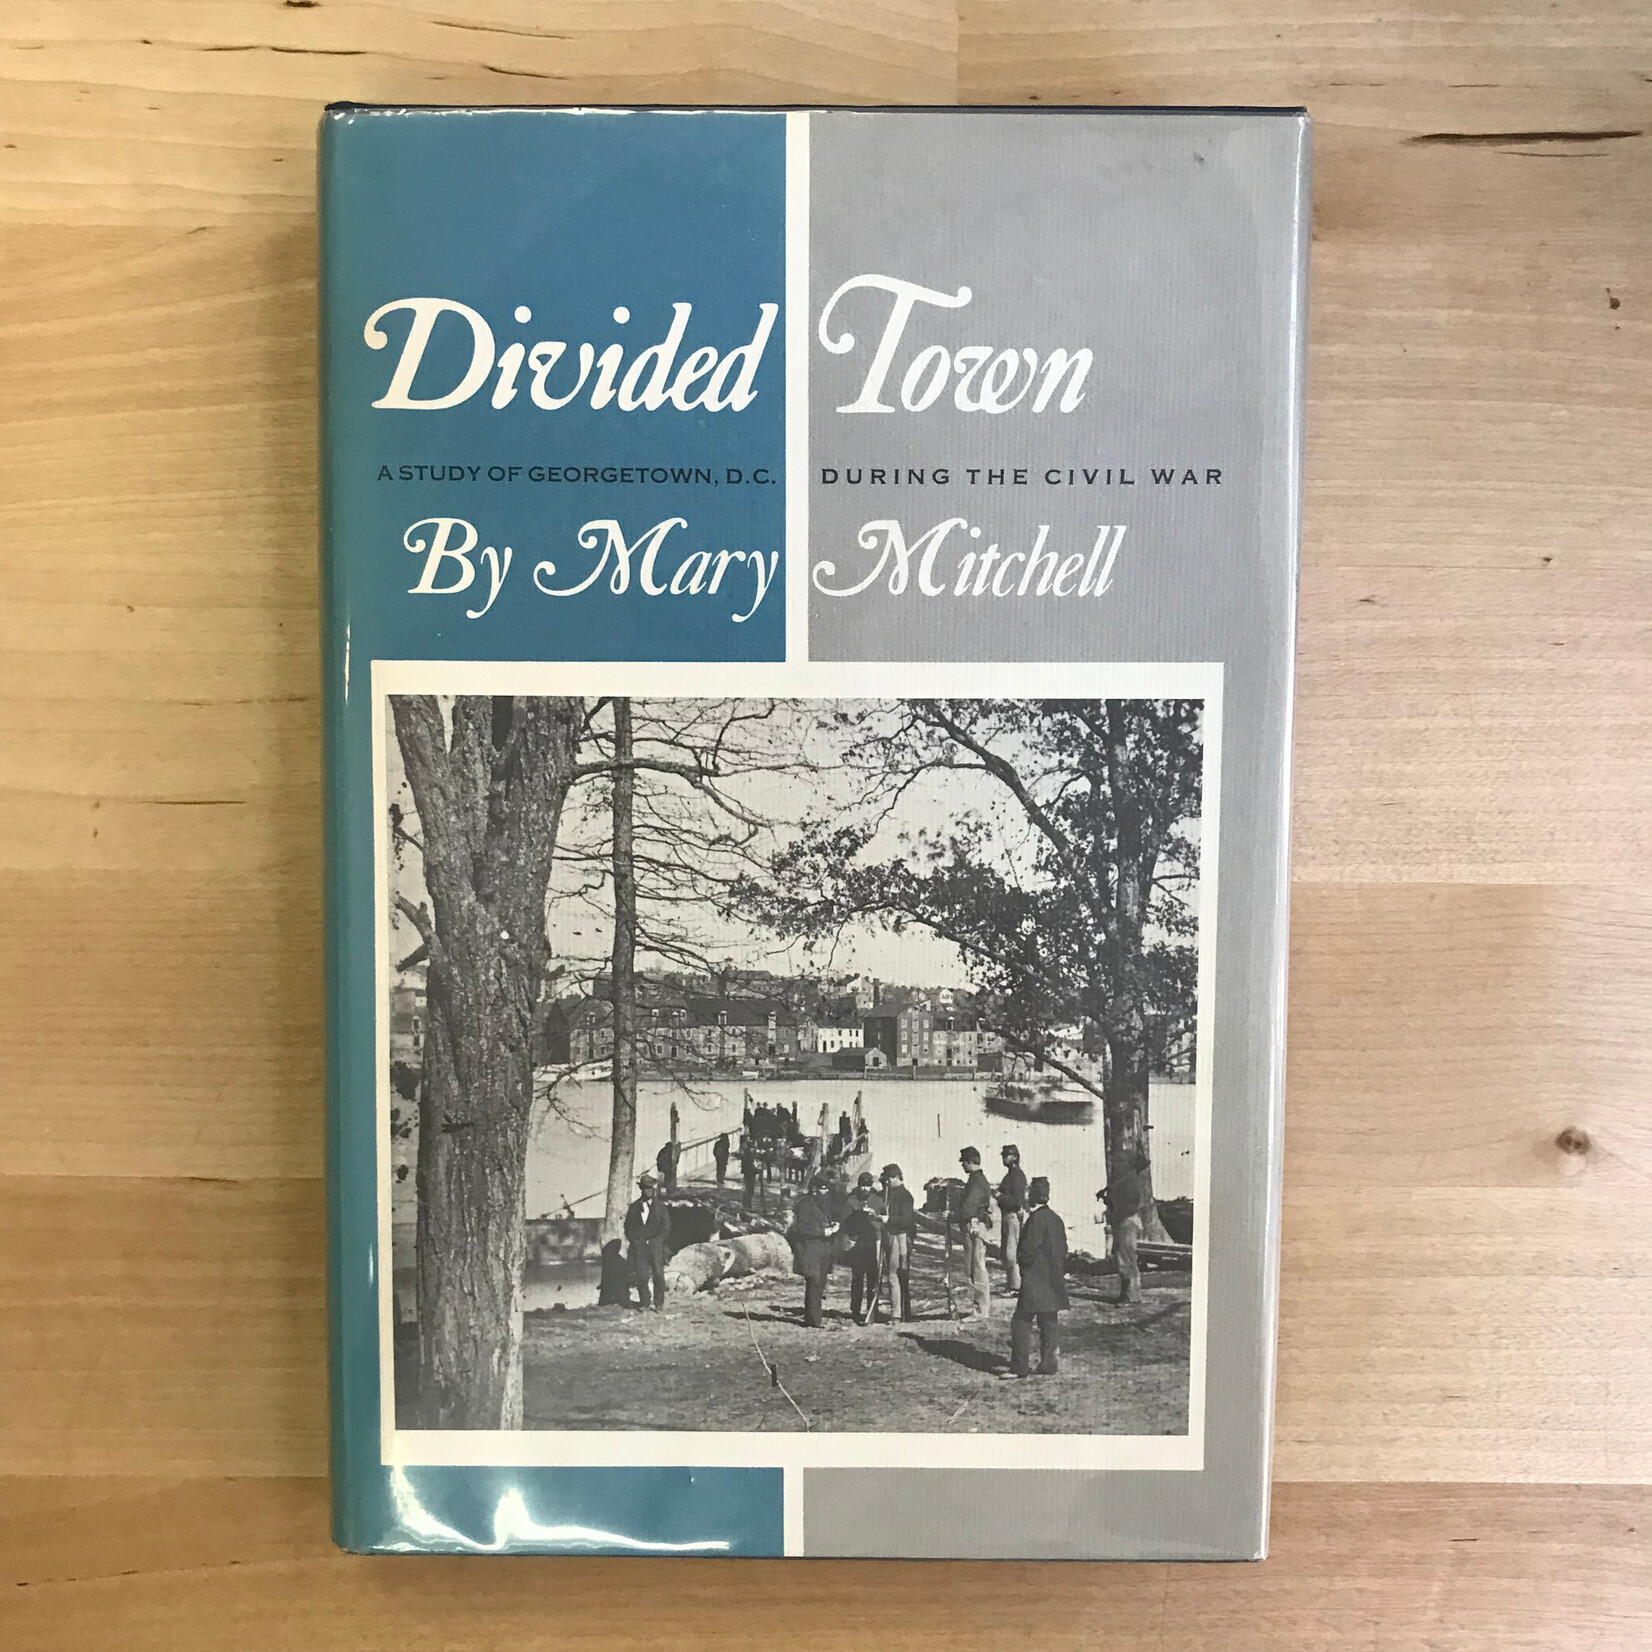 Divided Town
A STUDY OF GEORGETOWN, D.C. DURING THE CIVIL WAR
By Mary Mitchell